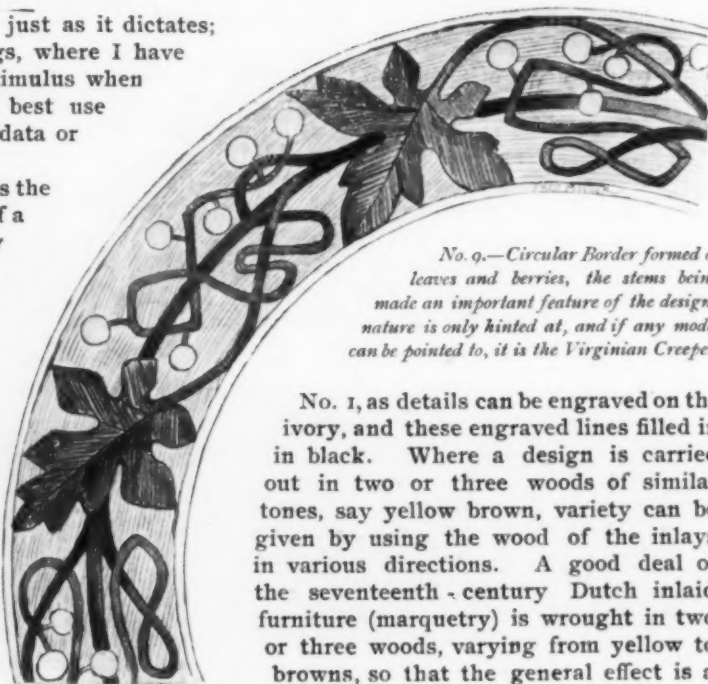 just as it dictates;
gs, where I have
timulus when
best use
data or
s the
f a
y
No. 9.—Circular Border formed o
leaves and berries, the stems bein
made an important feature of the design
nature is only hinted at, and if any mod
can be pointed to, it is the Virginian Creepe
No. 1, as details can be engraved on th
ivory, and these engraved lines filled i
in black. Where a design is carrie
out in two or three woods of simila
tones, say yellow brown, variety can b
given by using the wood of the inlay
in various directions. A good deal o
the seventeenth-century Dutch inlai
furniture (marquetry) is wrought in tw
or three woods, varying from yellow t
browns, so that the general effect is a